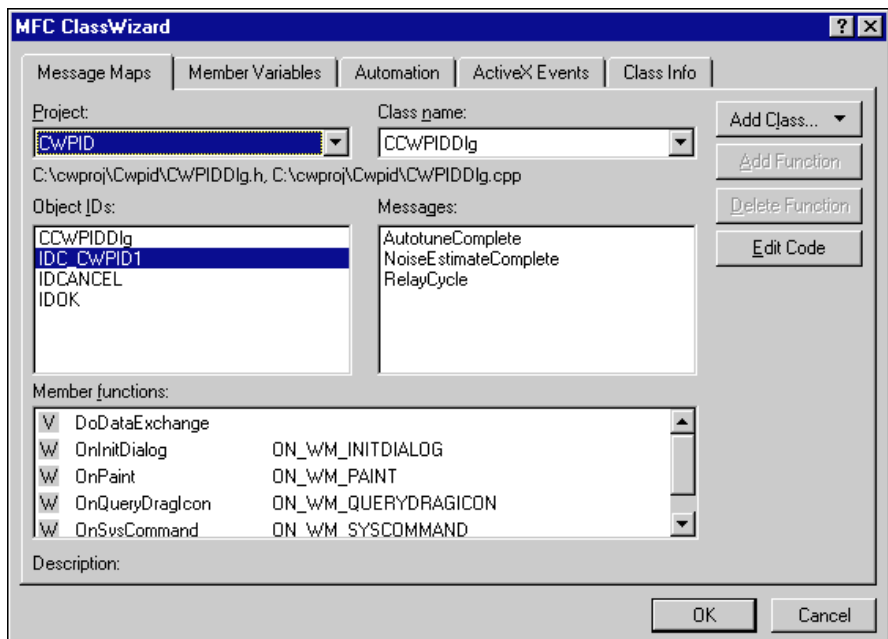 MFC ClassWizard
Message Maps
Member Variables
Automation
ActiveX Events
Class Info
Project:
Class name:
CWPID
CCWPIDDlg
C:\cwproj\Cwpid\CWPIDDlg.h, C:\cwproj\Cwpid\CWPIDDlg.cpp
Add Class...
Add Function
Delete Function
Edit Code
Object IDs:
CCWPIDDlg
IDC_CWPID1
IDCANCEL
IDOK
Messages:
AutotuneComplete
NoiseEstimateComplete
RelayCycle
Member functions:
V DoDataExchange
W OnInitDialog ON_WM_INITDIALOG
W OnPaint ON_WM_PAINT
W OnQueryDragIcon ON_WM_QUERYDRAGICON
W OnSysCommand ON_WM_SYSCOMMAND
Description:
OK
Cancel